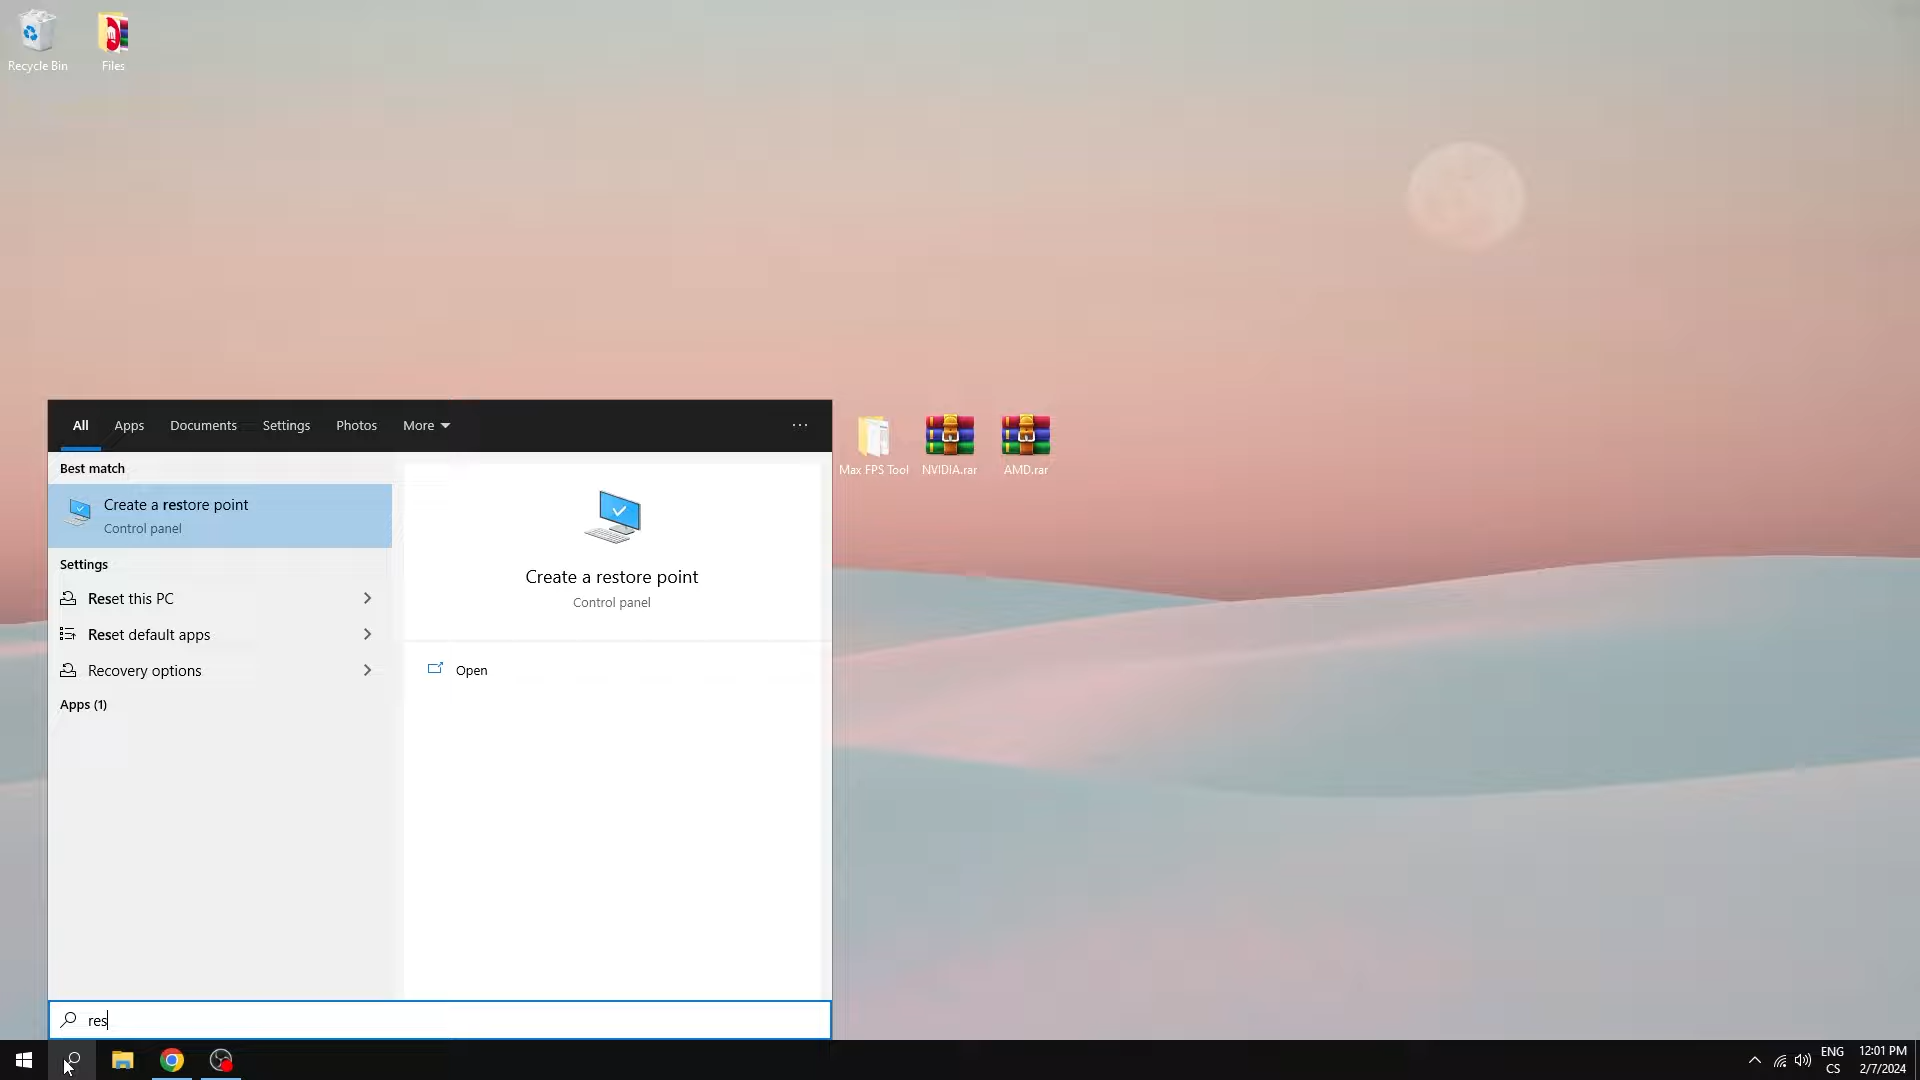 Recycle Bin
Files
All
Apps
Documents
Settings
Photos
More
Best match
Create a restore point
Control panel
Settings
Reset this PC
Reset default apps
Recovery options
Apps (1)
Create a restore point
Control panel
Open
Max FPS Tool
NVIDIA.rar
AMD.rar
res
ENG
CS
12:01 PM
2/7/2024